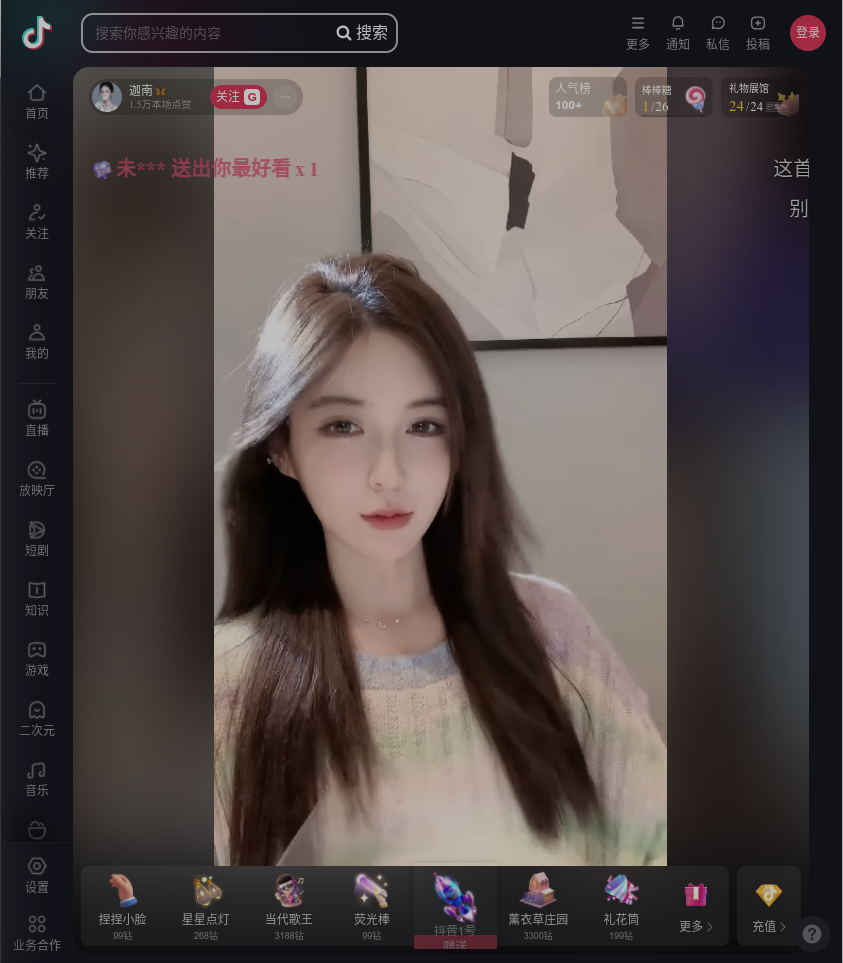 搜索你感兴趣的内容
搜索
更多
通知
私信
投稿
登录
首页
推荐
关注
朋友
我的
直播
放映厅
短剧
知识
游戏
二次元
音乐
设置
业务合作
迦南
1.5万本场点赞
关注 G
人气榜
100+
棒棒糖
1/26
礼物展馆
24/24
未*** 送出你最好看 x 1
这首
别
捏捏小脸
99钻
星星点灯
268钻
当代歌王
3188钻
荧光棒
99钻
抖音1号
赠送
薰衣草庄园
3300钻
礼花筒
199钻
更多
充值